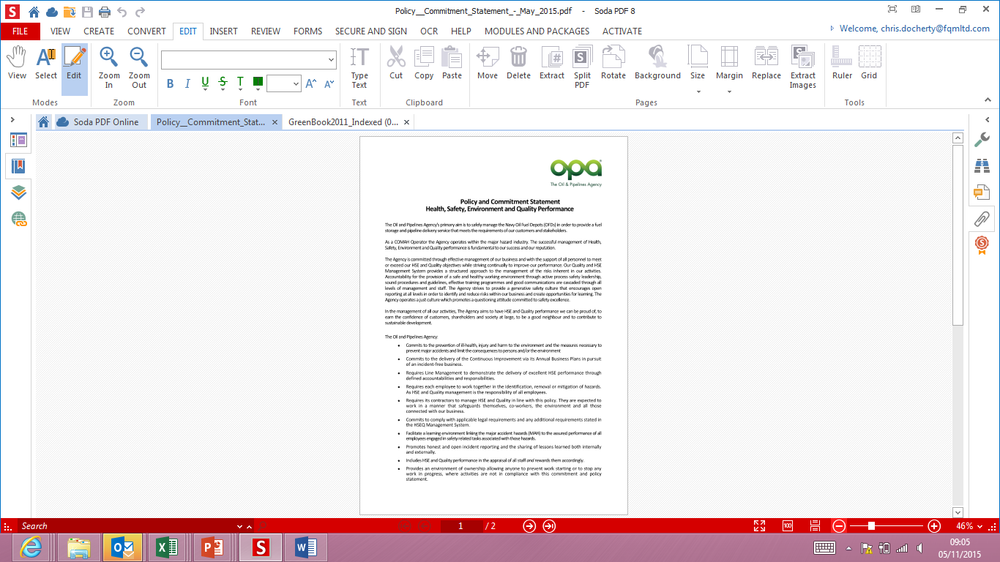 Policy__Commitment_Statement_-_May_2015.pdf - Soda PDF 8
FILE VIEW CREATE CONVERT EDIT INSERT REVIEW FORMS SECURE AND SIGN OCR HELP MODULES AND PACKAGES ACTIVATE
Welcome, chris.docherty@fqmltd.com
View Select Edit Zoom In Zoom Out Type Text Cut Copy Paste Move Delete Extract Split PDF Rotate Background Size Margin Replace Extract Images Ruler Grid
B I U S T A A
Modes Zoom Font Text Clipboard Pages Tools
Soda PDF Online Policy__Commitment_Stat... GreenBook2011_Indexed (0...
opa
The Oil & Pipelines Agency
Policy and Commitment Statement
Health, Safety, Environment and Quality Performance
The Oil and Pipelines Agency's primary aim is to safely manage the Navy Oil Fuel Depots (OFDs) in order to provide a fuel
storage and pipeline delivery service that meets the requirements of our customers and stakeholders.
As a COMAH Operator the Agency operates within the major hazard industry. The successful management of Health,
Safety, Environment and Quality performance is fundamental to our success and our reputation.
The Agency is committed through effective management of our business and with the support of all personnel to meet
or exceed our HSE and Quality objectives while striving continually to improve our performance. Our Quality and HSE
Management System provides a structured approach to the management of the risks inherent in our activities.
Accountability for the provision of a safe and healthy working environment through active process safety leadership,
sound procedures and guidelines, effective training programmes and good communications are cascaded through all
levels of management and staff. The Agency strives to provide a generative safety culture that encourages open
reporting at all levels in order to identify and reduce risks within our business and create opportunities for learning. The
Agency operates a just culture which promotes a questioning attitude committed to safety excellence.
In the management of all our activities, The Agency aims to have HSE and Quality performance we can be proud of, to
earn the confidence of customers, shareholders and society at large, to be a good neighbour and to contribute to
sustainable development.
The Oil and Pipelines Agency:
• Commits to the prevention of ill-health, injury and harm to the environment and the measures necessary to
prevent major accidents and limit the consequences to persons and/or the environment
• Commits to the delivery of the Continuous Improvement via its Annual Business Plans in pursuit
of an incident-free business.
• Requires Line Management to demonstrate the delivery of excellent HSE performance through
defined accountabilities and responsibilities.
• Requires each employee to work together in the identification, removal or mitigation of hazards.
As HSE and Quality management is the responsibility of all employees.
• Requires its contractors to manage HSE and Quality in line with this policy. They are expected to
work in a manner that safeguards themselves, co-workers, the environment and all those
connected with our business.
• Commits to comply with applicable legal requirements and any additional requirements stated in
the HSEQ Management System.
• Facilitate a learning environment linking the major accident hazards (MAH) to the assured performance of all
employees engaged in safety related tasks associated with those hazards.
• Promotes honest and open incident reporting and the sharing of lessons learned both internally
and externally.
• Includes HSE and Quality performance in the appraisal of all staff and rewards them accordingly.
• Provides an environment of ownership allowing anyone to prevent work starting or to stop any
work in progress, where activities are not in compliance with this commitment and policy
statement.
Search 1 / 2 100 46%
09:05
05/11/2015